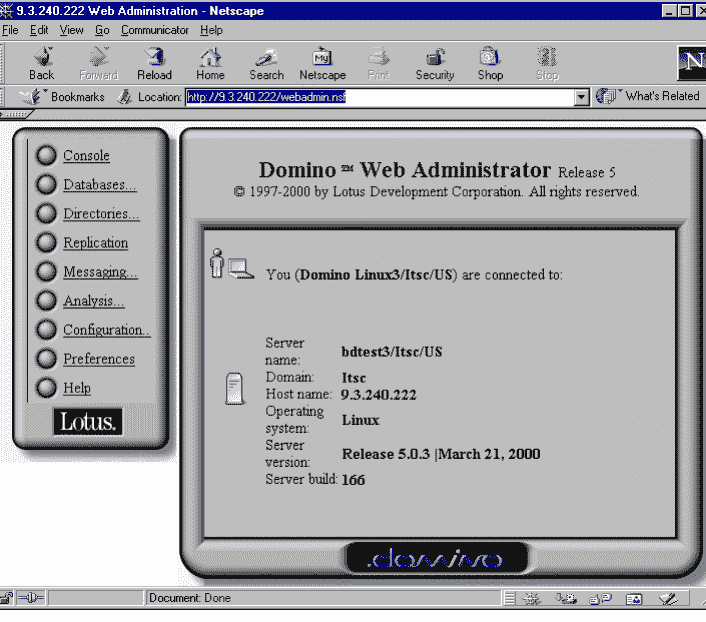 9.3.240.222 Web Administration - Netscape
File Edit View Go Communicator Help
Back Forward Reload Home Search Netscape Print Security Shop Stop
My
N
Bookmarks Location: http://9.3.240.222/webadmin.nsf What's Related
Console
Databases...
Directories...
Replication
Messaging...
Analysis...
Configuration..
Preferences
Help
Lotus.
Domino ™ Web Administrator Release 5
© 1997-2000 by Lotus Development Corporation. All rights reserved.
You (Domino Linux3/Itsc/US) are connected to:
Server
name: bdtest3/Itsc/US
Domain: Itsc
Host name: 9.3.240.222
Operating
system: Linux
Server
version: Release 5.0.3 |March 21, 2000
Server build: 166
.domino
Document: Done